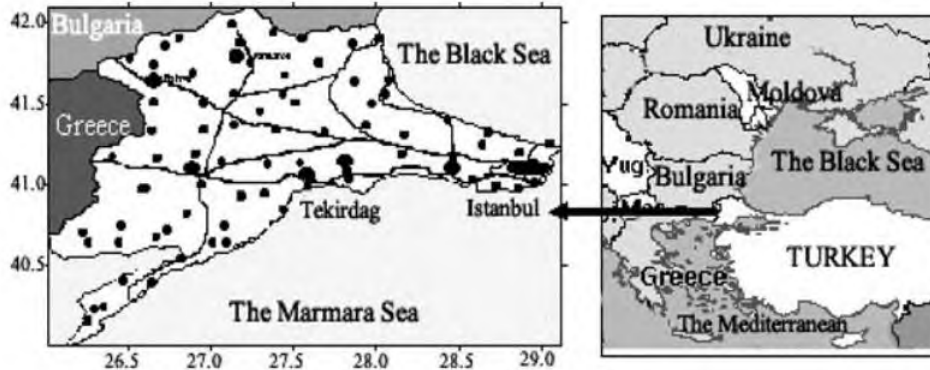 42.0
Bulgaria
The Black Sea
41.5
Greece
41.0
Tekirdag
Istanbul
40.5
The Marmara Sea
26.5 27.0 27.5 28.0 28.5 29.0
Ukraine
Moldova
Romania
The Black Sea
Yug
Bulgaria
TURKEY
Greece
The Mediterranean